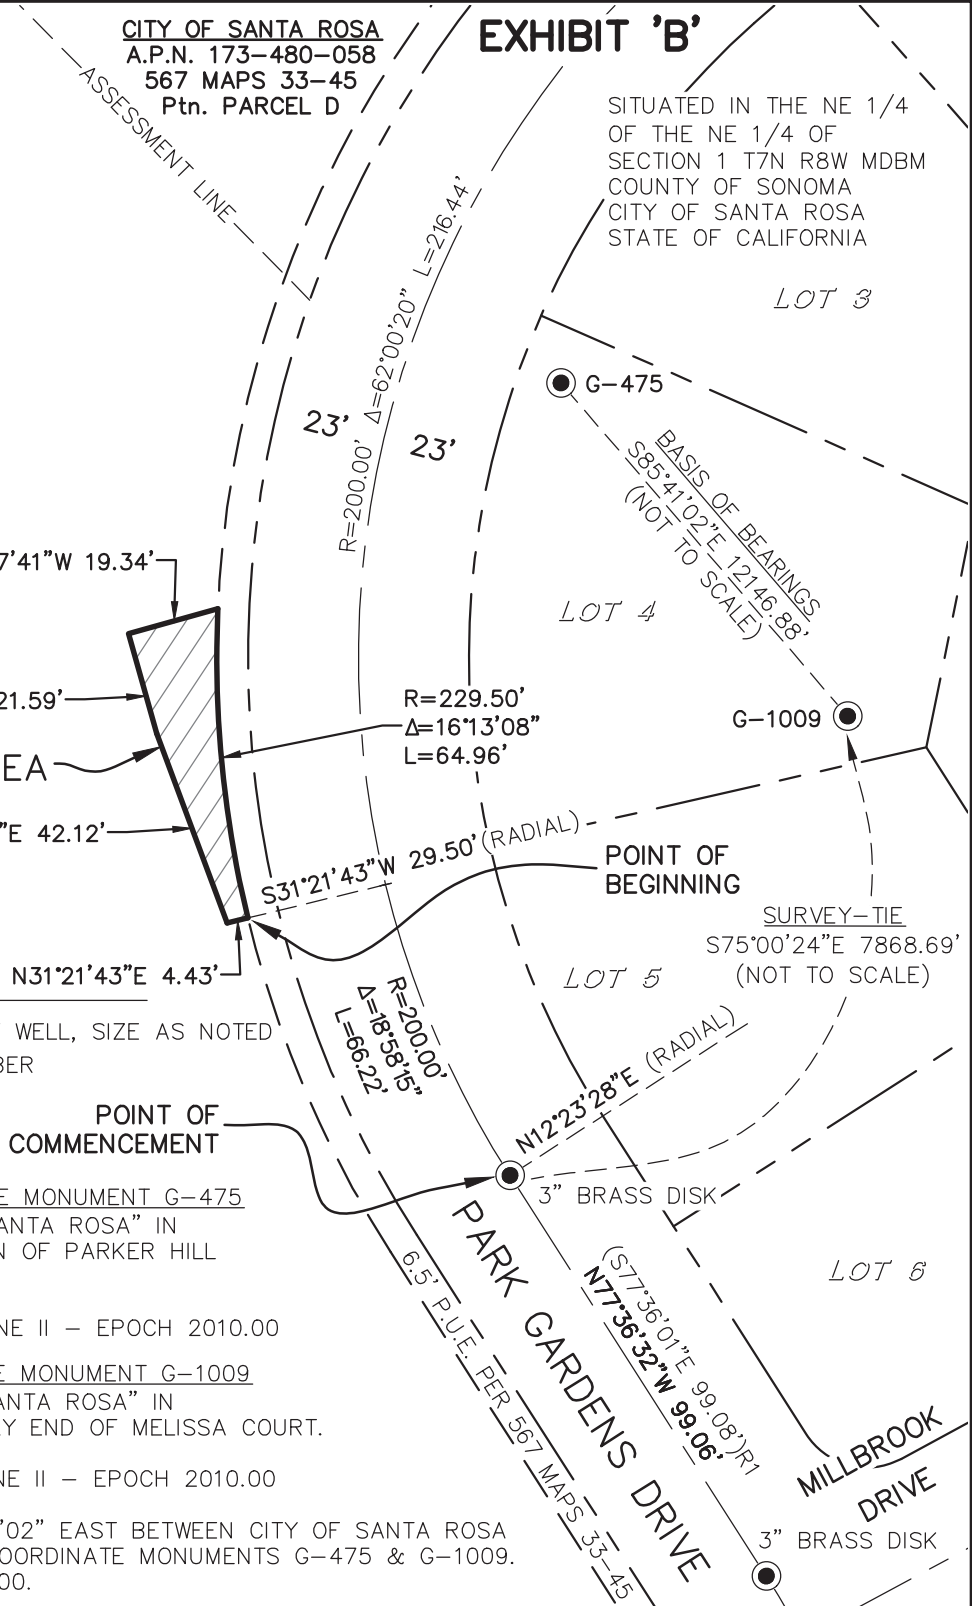 EXHIBIT 'B'
CITY OF SANTA ROSA
A.P.N. 173-480-058
567 MAPS 33-45
Ptn. PARCEL D
ASSESSMENT LINE
SITUATED IN THE NE 1/4
OF THE NE 1/4 OF
SECTION 1 T7N R8W MDBM
COUNTY OF SONOMA
CITY OF SANTA ROSA
STATE OF CALIFORNIA
LOT 3
R=200.00' Δ=62°00'20" L=216.44'
G-475
23'
23'
BASIS OF BEARINGS
S85°41'02"E 12146.88'
(NOT TO SCALE)
7'41"W 19.34'
LOT 4
21.59'
R=229.50'
Δ=16°13'08"
L=64.96'
G-1009
EA
"E 42.12'
S31°21'43"W 29.50' (RADIAL)
POINT OF
BEGINNING
SURVEY-TIE
S75°00'24"E 7868.69'
(NOT TO SCALE)
N31°21'43"E 4.43'
LOT 5
R=200.00'
Δ=18°58'15"
L=66.22'
WELL, SIZE AS NOTED
BER
N12°23'28"E (RADIAL)
POINT OF
COMMENCEMENT
3" BRASS DISK
E MONUMENT G-475
ANTA ROSA" IN
N OF PARKER HILL
NE II - EPOCH 2010.00
E MONUMENT G-1009
ANTA ROSA" IN
Y END OF MELISSA COURT.
NE II - EPOCH 2010.00
'02" EAST BETWEEN CITY OF SANTA ROSA
OORDINATE MONUMENTS G-475 & G-1009.
00.
6.5' P.U.E. PER 567 MAPS 33-45
PARK GARDENS DRIVE
(S77°36'01"E 99.08')R1
N77°36'32"W 99.06'
LOT 6
MILLBROOK
DRIVE
3" BRASS DISK